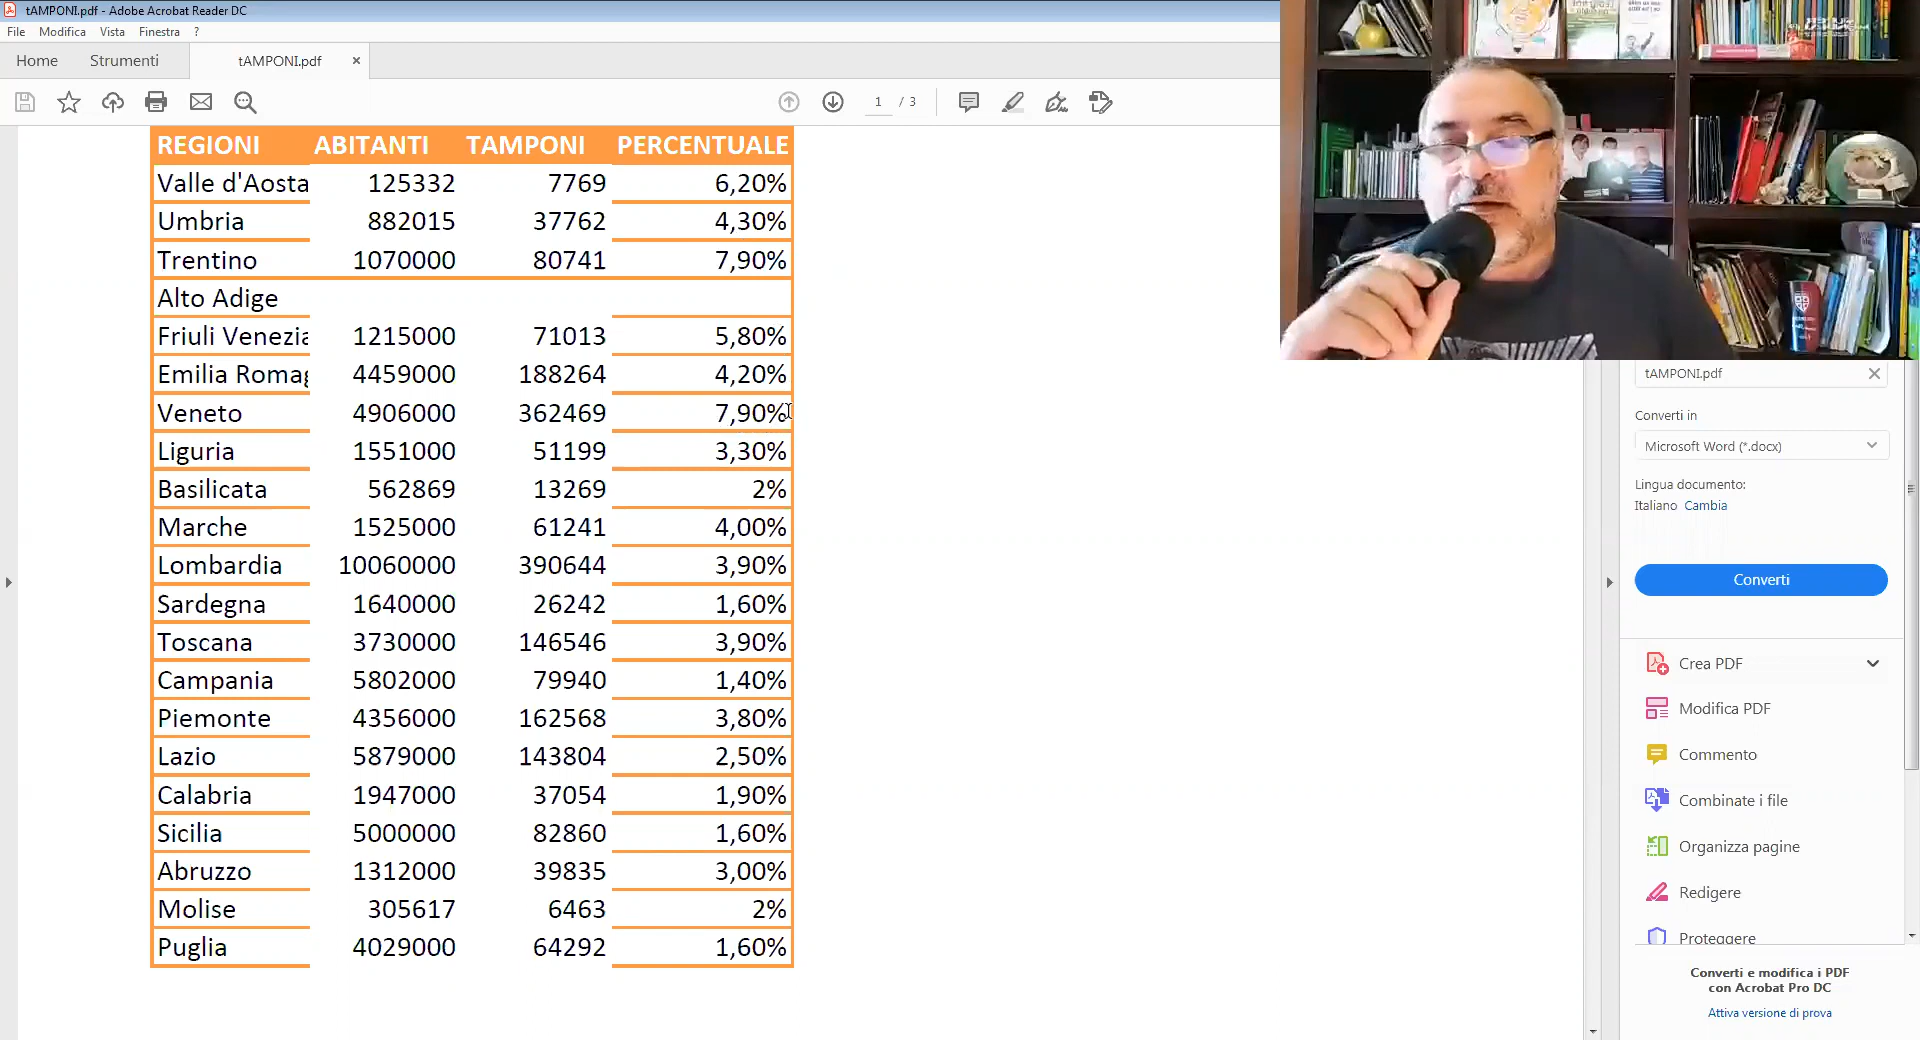 tAMPONI.pdf - Adobe Acrobat Reader DC
File Modifica Vista Finestra ?
Home Strumenti tAMPONI.pdf ×
1 / 3
REGIONI ABITANTI TAMPONI PERCENTUALE
Valle d'Aosta 125332 7769 6,20%
Umbria 882015 37762 4,30%
Trentino 1070000 80741 7,90%
Alto Adige
Friuli Venezia 1215000 71013 5,80%
Emilia Romag 4459000 188264 4,20%
Veneto 4906000 362469 7,90%
Liguria 1551000 51199 3,30%
Basilicata 562869 13269 2%
Marche 1525000 61241 4,00%
Lombardia 10060000 390644 3,90%
Sardegna 1640000 26242 1,60%
Toscana 3730000 146546 3,90%
Campania 5802000 79940 1,40%
Piemonte 4356000 162568 3,80%
Lazio 5879000 143804 2,50%
Calabria 1947000 37054 1,90%
Sicilia 5000000 82860 1,60%
Abruzzo 1312000 39835 3,00%
Molise 305617 6463 2%
Puglia 4029000 64292 1,60%
tAMPONI.pdf
Converti in
Microsoft Word (*.docx)
Lingua documento:
Italiano Cambia
Converti
Crea PDF
Modifica PDF
Commento
Combinate i file
Organizza pagine
Redigere
Proteggere
Converti e modifica i PDF
con Acrobat Pro DC
Attiva versione di prova